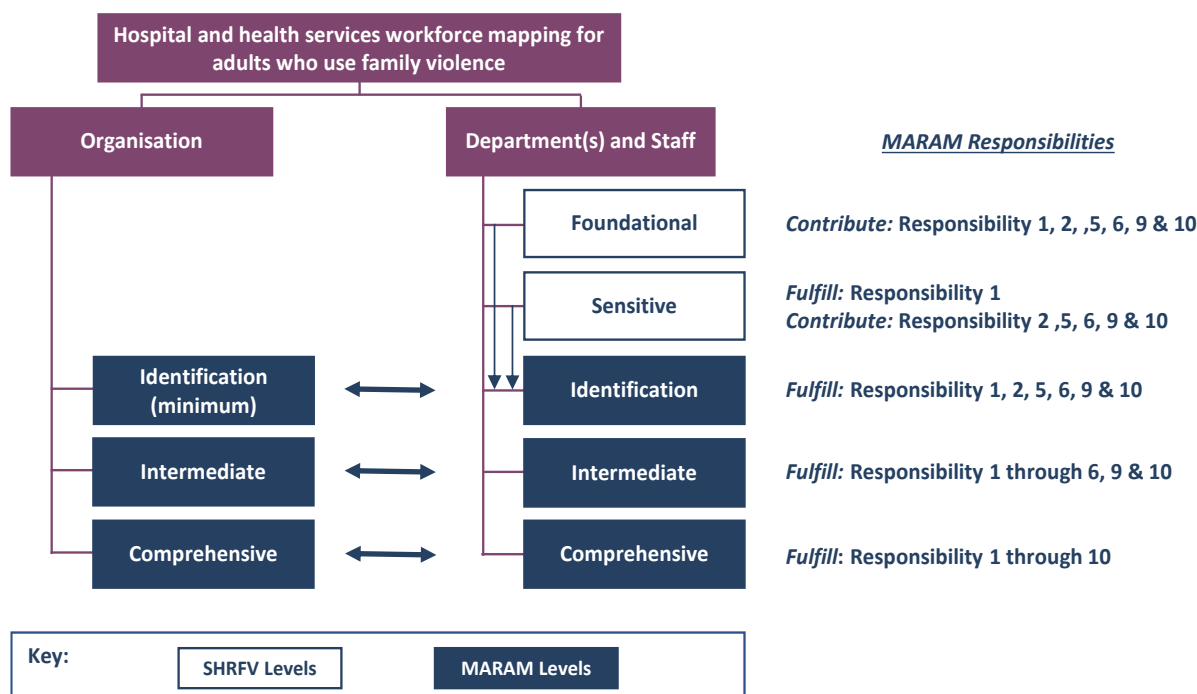 Hospital and health services workforce mapping for
adults who use family violence
Organisation
Department(s) and Staff
MARAM Responsibilities
Foundational
Contribute: Responsibility 1, 2, ,5, 6, 9 & 10
Sensitive
Fulfill: Responsibility 1
Contribute: Responsibility 2 ,5, 6, 9 & 10
Identification
(minimum)
Identification
Fulfill: Responsibility 1, 2, 5, 6, 9 & 10
Intermediate
Intermediate
Fulfill: Responsibility 1 through 6, 9 & 10
Comprehensive
Comprehensive
Fulfill: Responsibility 1 through 10
Key:
SHRFV Levels
MARAM Levels